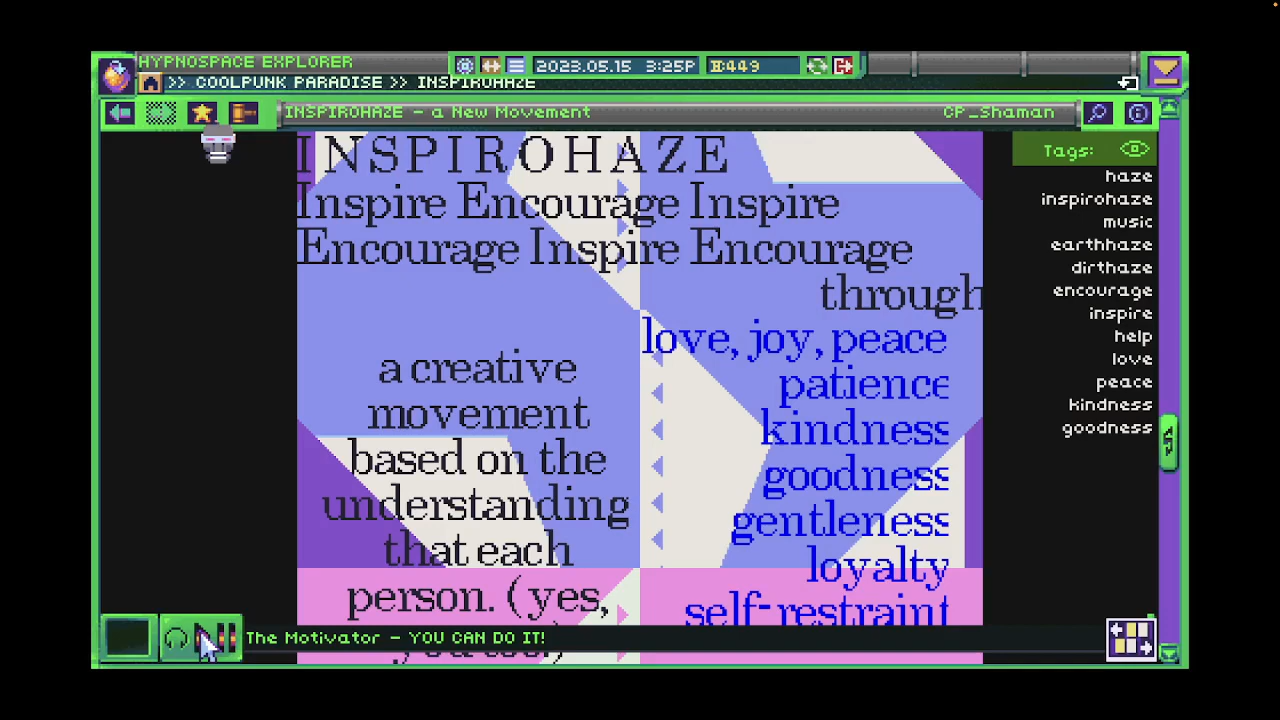 HYPNOSPACE EXPLORER
2023.05.15 3:25P
:449
>> COOLPUNK PARADISE >> INSPIROHAZE
INSPIROHAZE - a New Movement
CP_Shaman
INSPIROHAZE
Inspire Encourage Inspire
Encourage Inspire Encourage
through
love, joy, peace
patience
kindness
goodness
gentleness
loyalty
self-restraint
a creative
movement
based on the
understanding
that each
person. (yes,
Tags:
haze
inspirohaze
music
earthhaze
dirthaze
encourage
inspire
help
love
peace
kindness
goodness
The Motivator - YOU CAN DO IT!